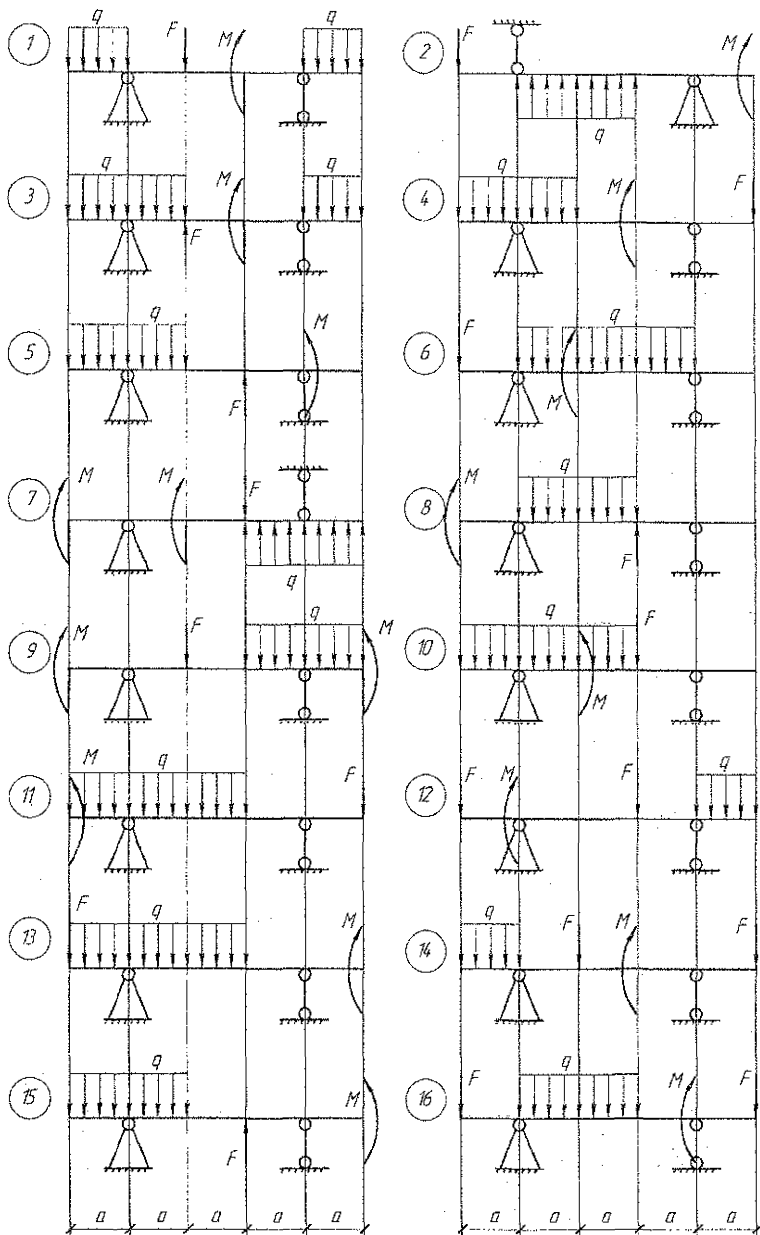 1 q F M q
2 F M q
3 q F M q
4 q M F
5 q F M
6 F q M
7 M M F q
8 M q F
9 M F q M
10 q M F
11 M q F
12 F M F q
13 F q M
14 q F M F
15 q F M
16 F q M F
a a a a a a a a a a